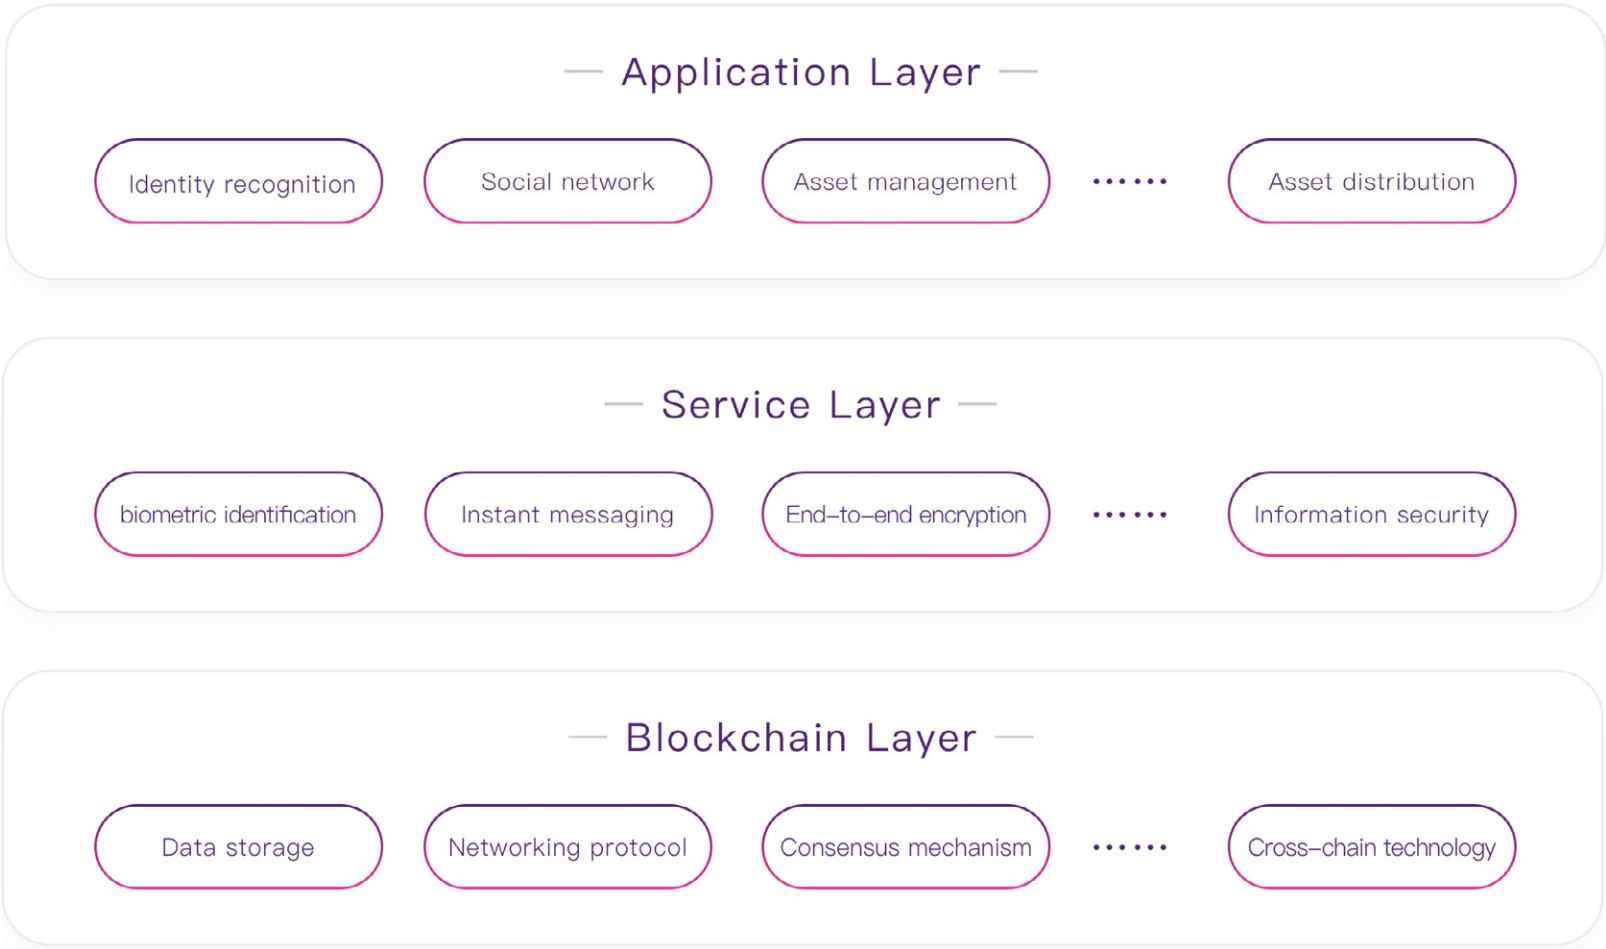 Application Layer
Identity recognition
Social network
Asset management
······
Asset distribution
Service Layer
biometric identification
Instant messaging
End-to-end encryption
······
Information security
Blockchain Layer
Data storage
Networking protocol
Consensus mechanism
······
Cross-chain technology